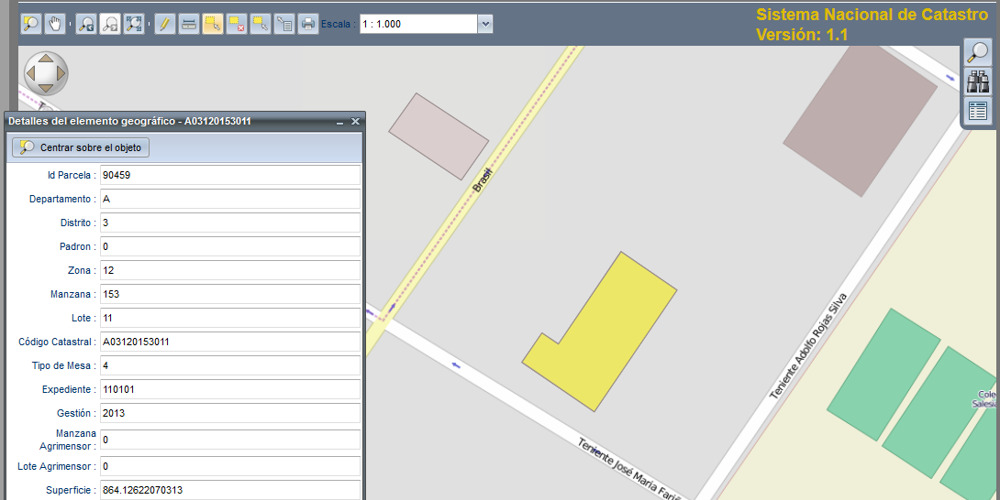 Escala : 1 : 1.000
Sistema Nacional de Catastro
Versión: 1.1
Detalles del elemento geográfico - A03120153011
Centrar sobre el objeto
Id Parcela : 90459
Departamento : A
Distrito : 3
Padron : 0
Zona : 12
Manzana : 153
Lote : 11
Código Catastral : A03120153011
Tipo de Mesa : 4
Expediente : 110101
Gestión : 2013
Manzana
Agrimensor : 0
Lote Agrimensor : 0
Superficie : 864.12622070313
Brasil
Teniente Adolfo Rojas Silva
Teniente José María Fariñ
Cole
Salesia